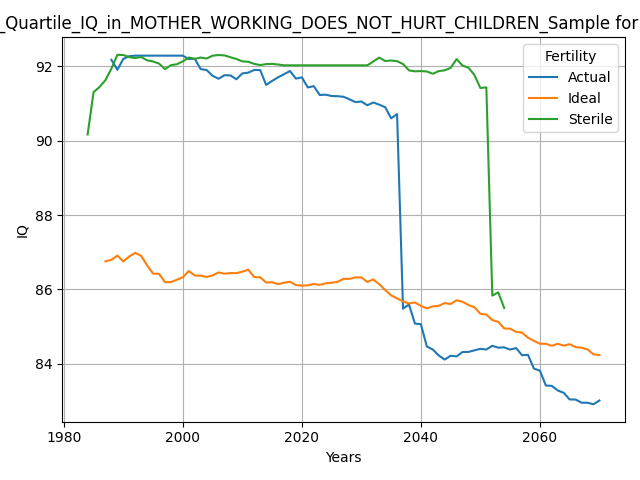 _Quartile_IQ_in_MOTHER_WORKING_DOES_NOT_HURT_CHILDREN_Sample for
Fertility
Actual
Ideal
Sterile
IQ
92
90
88
86
84
1980
2000
2020
2040
2060
Years